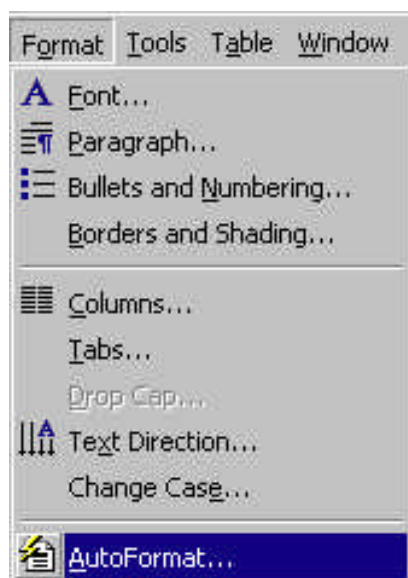 Format Tools Table Window
Font...
Paragraph...
Bullets and Numbering...
Borders and Shading...
Columns...
Tabs...
Drop Cap...
Text Direction...
Change Case...
AutoFormat...